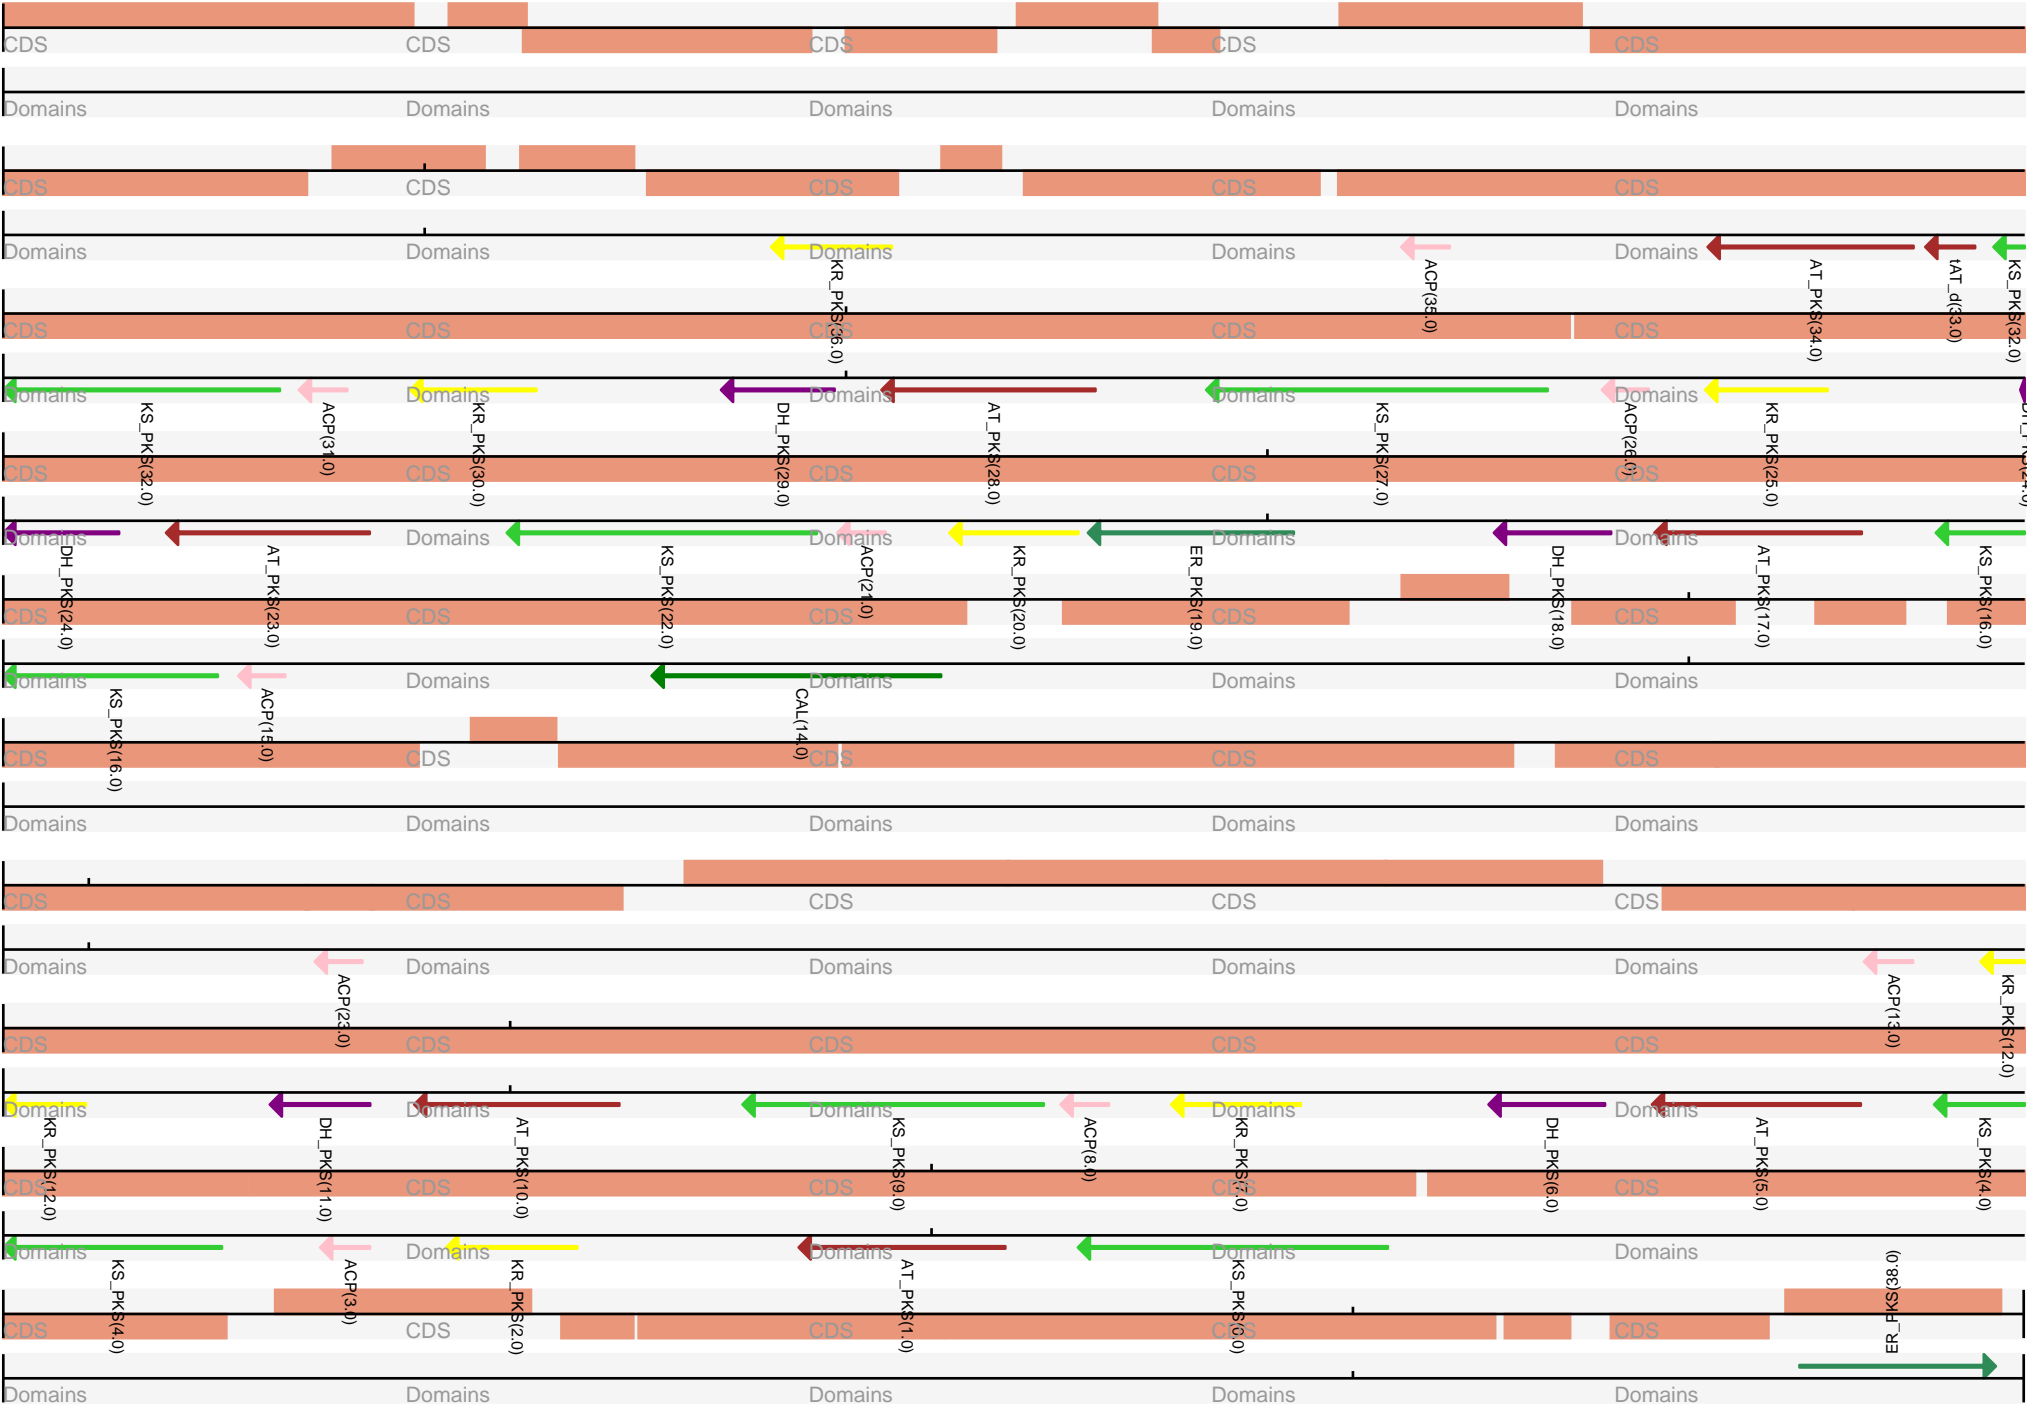 CDS CDS CDS CDS CDS
Domains Domains Domains Domains Domains
CDS CDS CDS CDS CDS
Domains Domains Domains Domains Domains
KR_PKS(36.0) ACP(35.0) AT_PKS(34.0) tAT_d(33.0) KS_PKS(32.0)
CDS CDS CDS CDS CDS
Domains Domains Domains Domains Domains
KS_PKS(32.0) ACP(31.0) KR_PKS(30.0) DH_PKS(29.0) AT_PKS(28.0) KS_PKS(27.0) ACP(26.0) KR_PKS(25.0) DH_PKS(24.0)
CDS CDS CDS CDS CDS
Domains Domains Domains Domains Domains
DH_PKS(24.0) AT_PKS(23.0) KS_PKS(22.0) ACP(21.0) KR_PKS(20.0) ER_PKS(19.0) DH_PKS(18.0) AT_PKS(17.0) KS_PKS(16.0)
CDS CDS CDS CDS CDS
Domains Domains Domains Domains Domains
KS_PKS(16.0) ACP(15.0) CAL(14.0)
CDS CDS CDS CDS CDS
Domains Domains Domains Domains Domains
CDS CDS CDS CDS CDS
Domains Domains Domains Domains Domains
ACP(23.0) ACP(13.0) KR_PKS(12.0)
CDS CDS CDS CDS CDS
Domains Domains Domains Domains Domains
KR_PKS(12.0) DH_PKS(11.0) AT_PKS(10.0) KS_PKS(9.0) ACP(8.0) KR_PKS(7.0) DH_PKS(6.0) AT_PKS(5.0) KS_PKS(4.0)
CDS CDS CDS CDS CDS
Domains Domains Domains Domains Domains
KS_PKS(4.0) ACP(3.0) KR_PKS(2.0) AT_PKS(1.0) KS_PKS(0.0) ER_PKS(38.0)
CDS CDS CDS CDS CDS
Domains Domains Domains Domains Domains